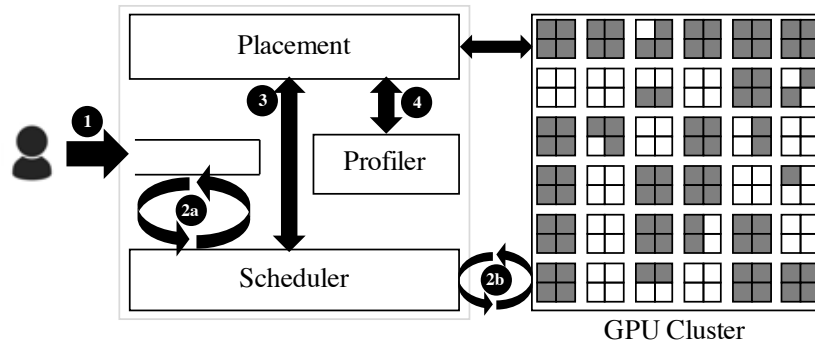 Placement
3
4
1
Profiler
2a
Scheduler
2b
GPU Cluster